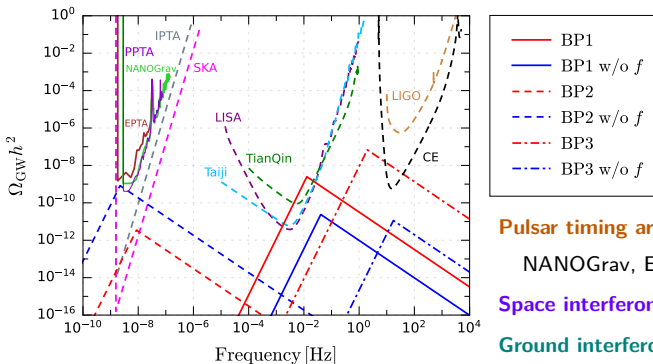 10^0
10^-2
10^-4
10^-6
10^-8
10^-10
10^-12
10^-14
10^-16
Ω_GW h^2
10^-10
10^-8
10^-6
10^-4
10^-2
10^0
10^2
10^4
Frequency [Hz]
IPTA
PPTA
NANOGrav
SKA
EPTA
LISA
Taiji
TianQin
LIGO
CE
BP1
BP1 w/o f
BP2
BP2 w/o f
BP3
BP3 w/o f
Pulsar timing ar
NANOGrav, E
Space interferon
Ground interfero